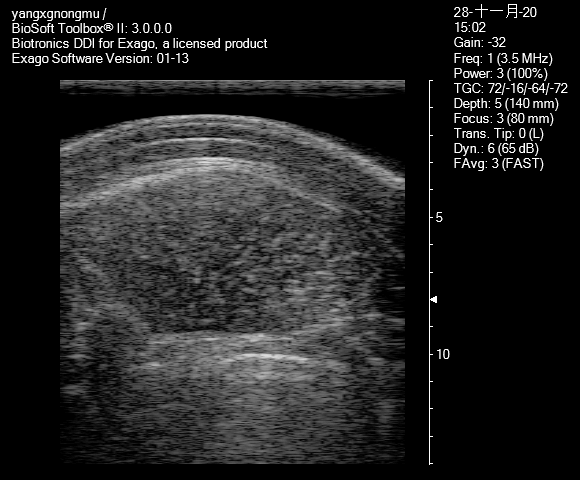 yangxgnongmu /
BioSoft Toolbox® II: 3.0.0.0
Biotronics DDI for Exago, a licensed product
Exago Software Version: 01-13
28-十一月-20
15:02
Gain: -32
Freq: 1 (3.5 MHz)
Power: 3 (100%)
TGC: 72/-16/-64/-72
Depth: 5 (140 mm)
Focus: 3 (80 mm)
Trans. Tip: 0 (L)
Dyn.: 6 (65 dB)
FAvg: 3 (FAST)
5
10